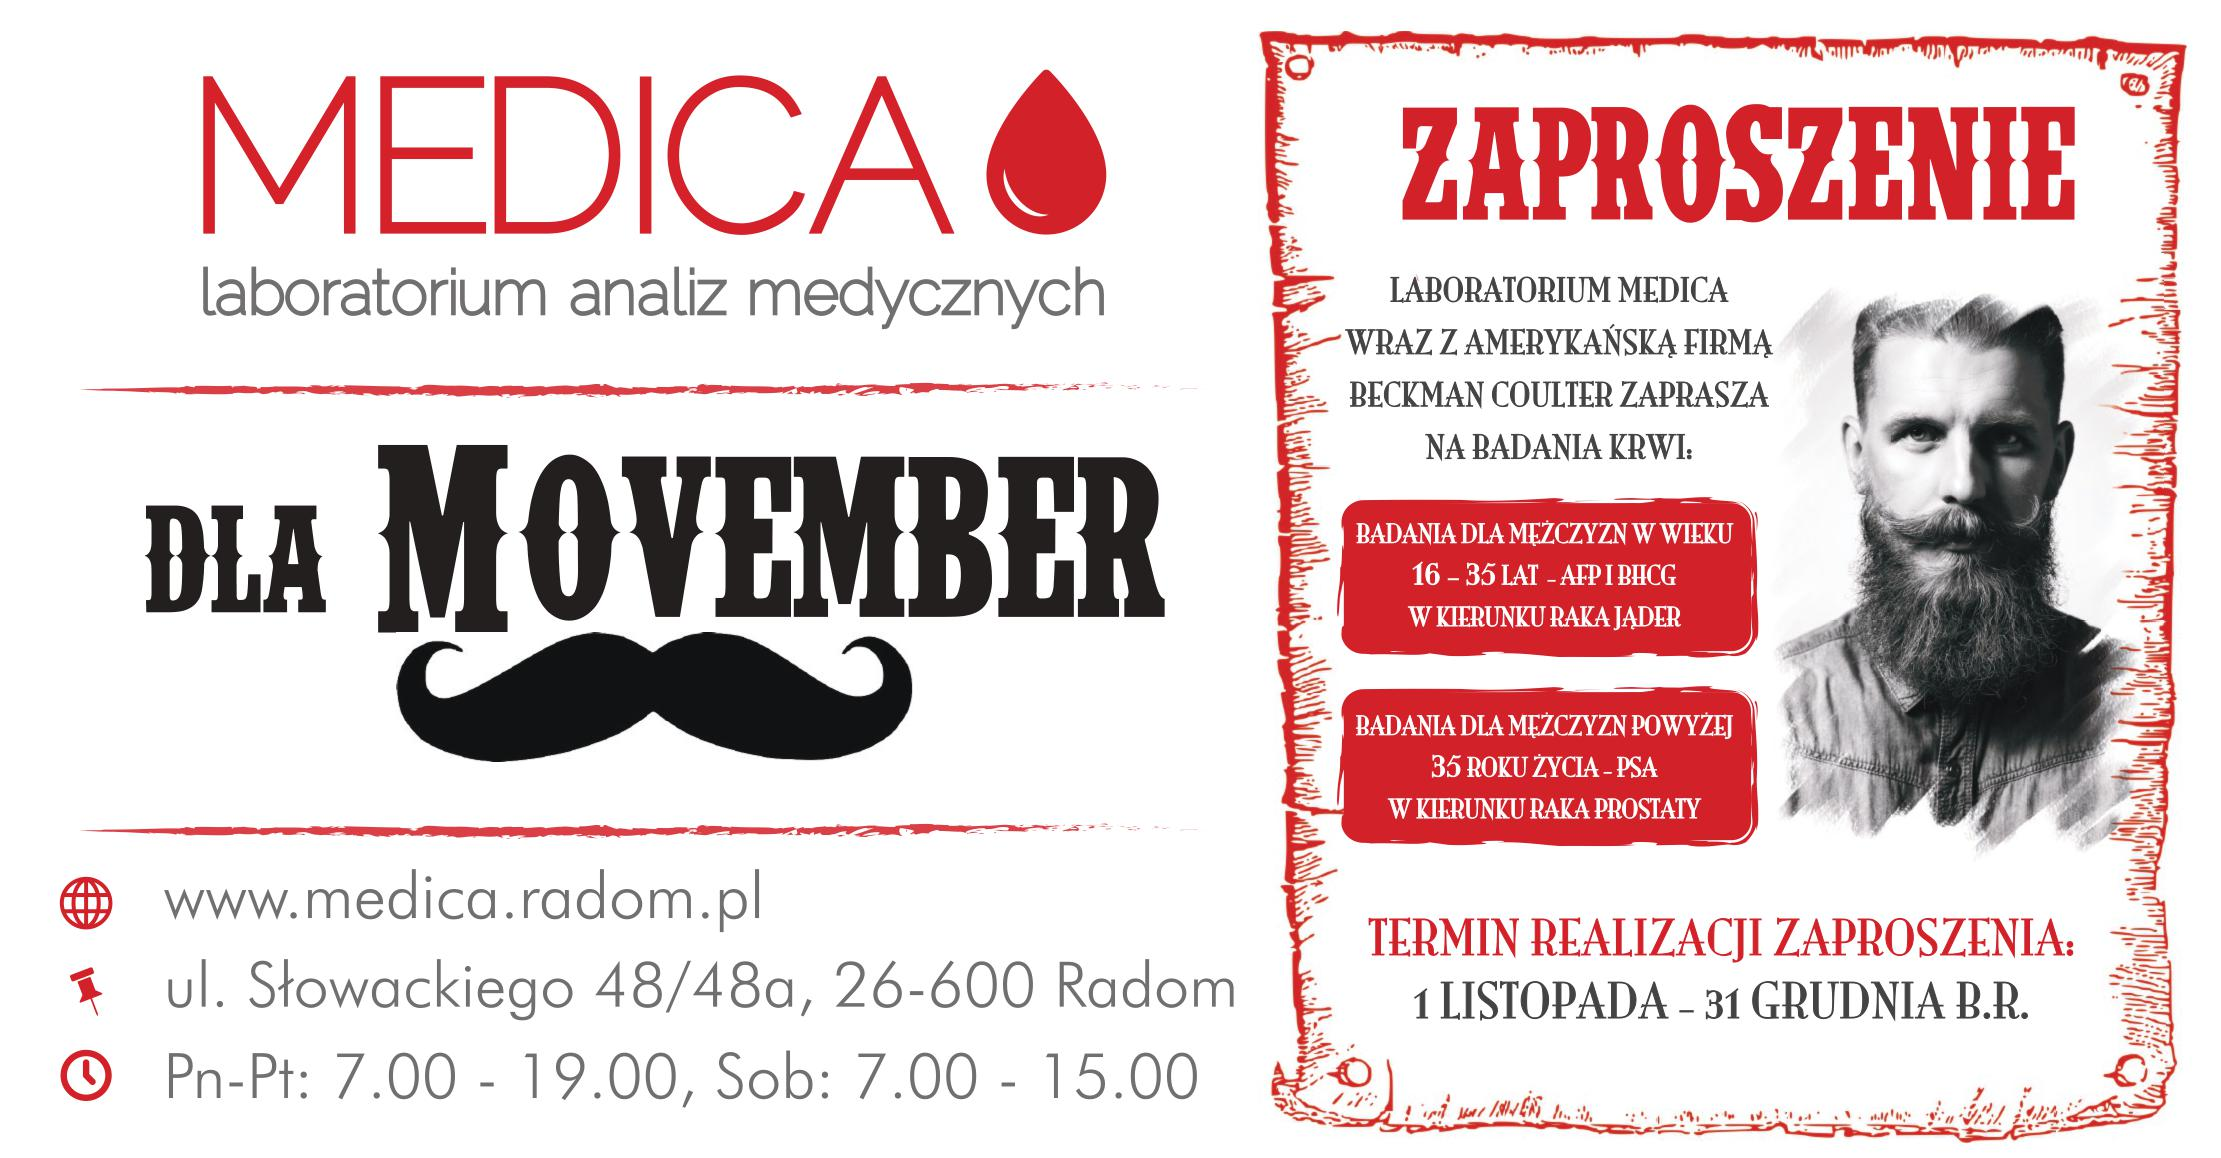 MEDICA
laboratorium analiz medycznych
DLA MOVEMBER
www.medica.radom.pl
ul. Słowackiego 48/48a, 26-600 Radom
Pn-Pt: 7.00 - 19.00, Sob: 7.00 - 15.00
ZAPROSZENIE
LABORATORIUM MEDICA
WRAZ Z AMERYKAŃSKĄ FIRMĄ
BECKMAN COULTER ZAPRASZA
NA BADANIA KRWI:
BADANIA DLA MĘŻCZYZN W WIEKU
16 - 35 LAT - AFP I BHCG
W KIERUNKU RAKA JĄDER
BADANIA DLA MĘŻCZYZN POWYŻEJ
35 ROKU ŻYCIA - PSA
W KIERUNKU RAKA PROSTATY
TERMIN REALIZACJI ZAPROSZENIA:
1 LISTOPADA - 31 GRUDNIA B.R.